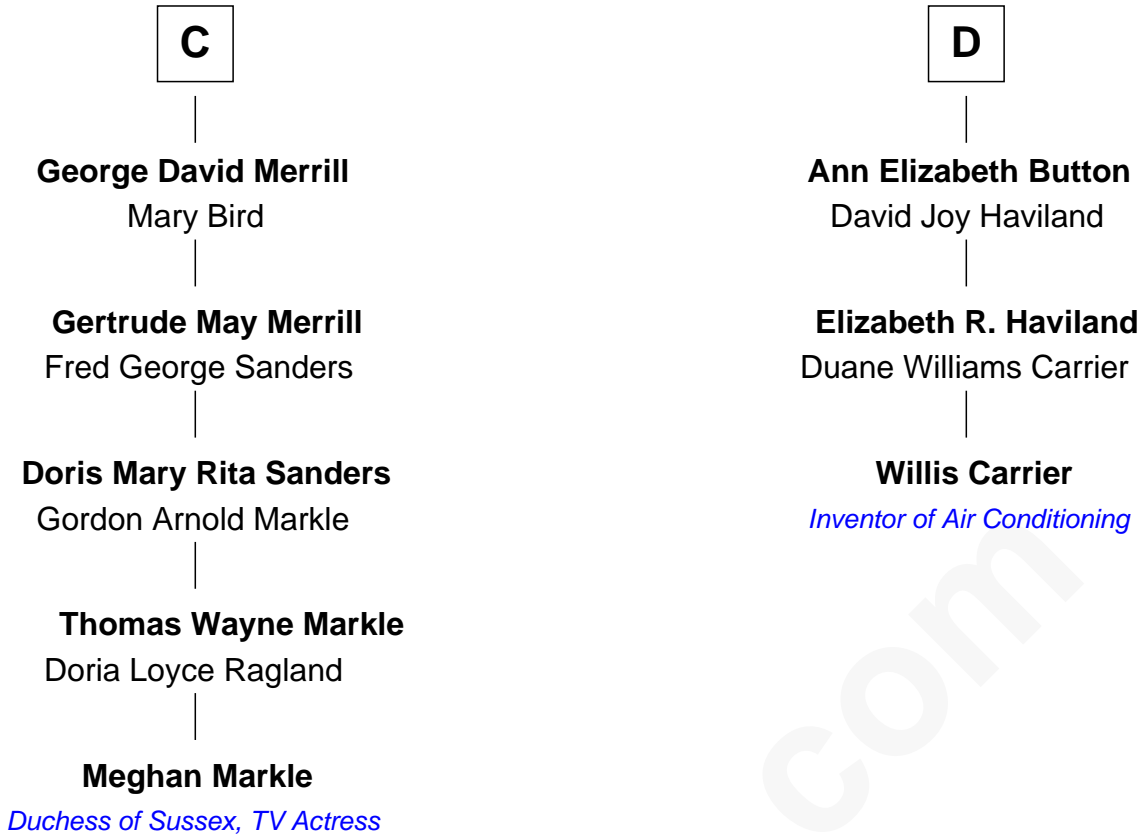 C
George David Merrill
Mary Bird
Gertrude May Merrill
Fred George Sanders
Doris Mary Rita Sanders
Gordon Arnold Markle
Thomas Wayne Markle
Doria Loyce Ragland
Meghan Markle
Duchess of Sussex, TV Actress
D
Ann Elizabeth Button
David Joy Haviland
Elizabeth R. Haviland
Duane Williams Carrier
Willis Carrier
Inventor of Air Conditioning
com